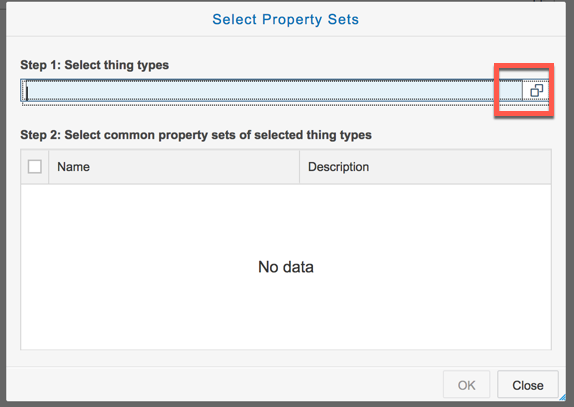 Select Property Sets
Step 1: Select thing types
Step 2: Select common property sets of selected thing types
Name Description
No data
OK Close